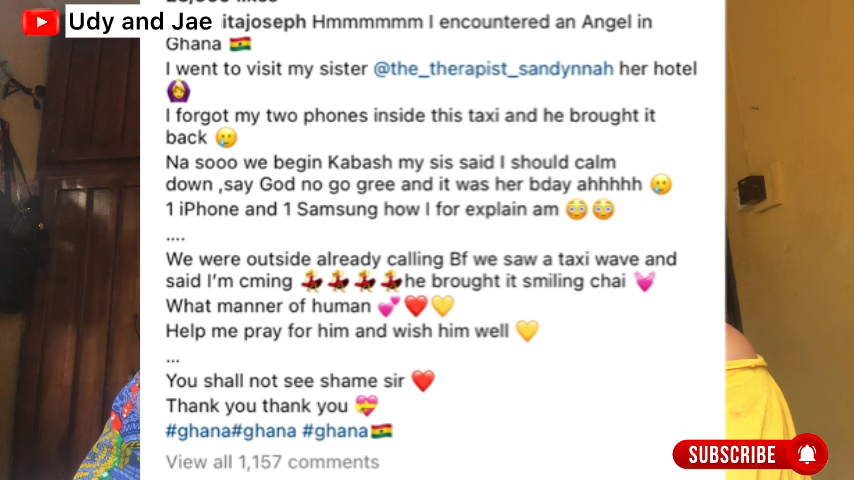 Udy and Jae
itajoseph Hmmmmmm I encountered an Angel in
Ghana 🇬🇭
I went to visit my sister @the_therapist_sandynnah her hotel
🙆
I forgot my two phones inside this taxi and he brought it
back 🥲
Na sooo we begin Kabash my sis said I should calm
down ,say God no go gree and it was her bday ahhhhh 🥲
1 iPhone and 1 Samsung how I for explain am 😳😳
....
We were outside already calling Bf we saw a taxi wave and
said I'm cming 💃💃💃💃he brought it smiling chai 💓
What manner of human 💕❤️💛
Help me pray for him and wish him well 💛
...
You shall not see shame sir ❤️
Thank you thank you 💝
#ghana#ghana #ghana🇬🇭
View all 1,157 comments
SUBSCRIBE